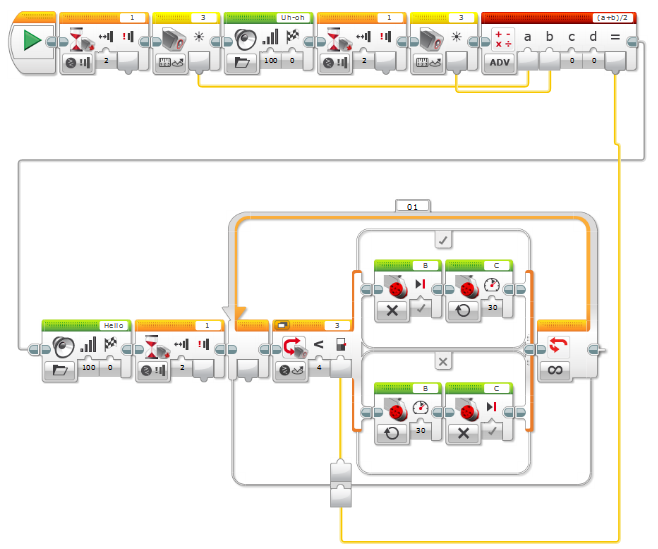 1 3 Uh-oh 1 3 (a+b)/2
a b c d =
2 100 0 2 ADV 0 0
01
B C
30
Hello 1 3
<
100 0 2 4
B C
30